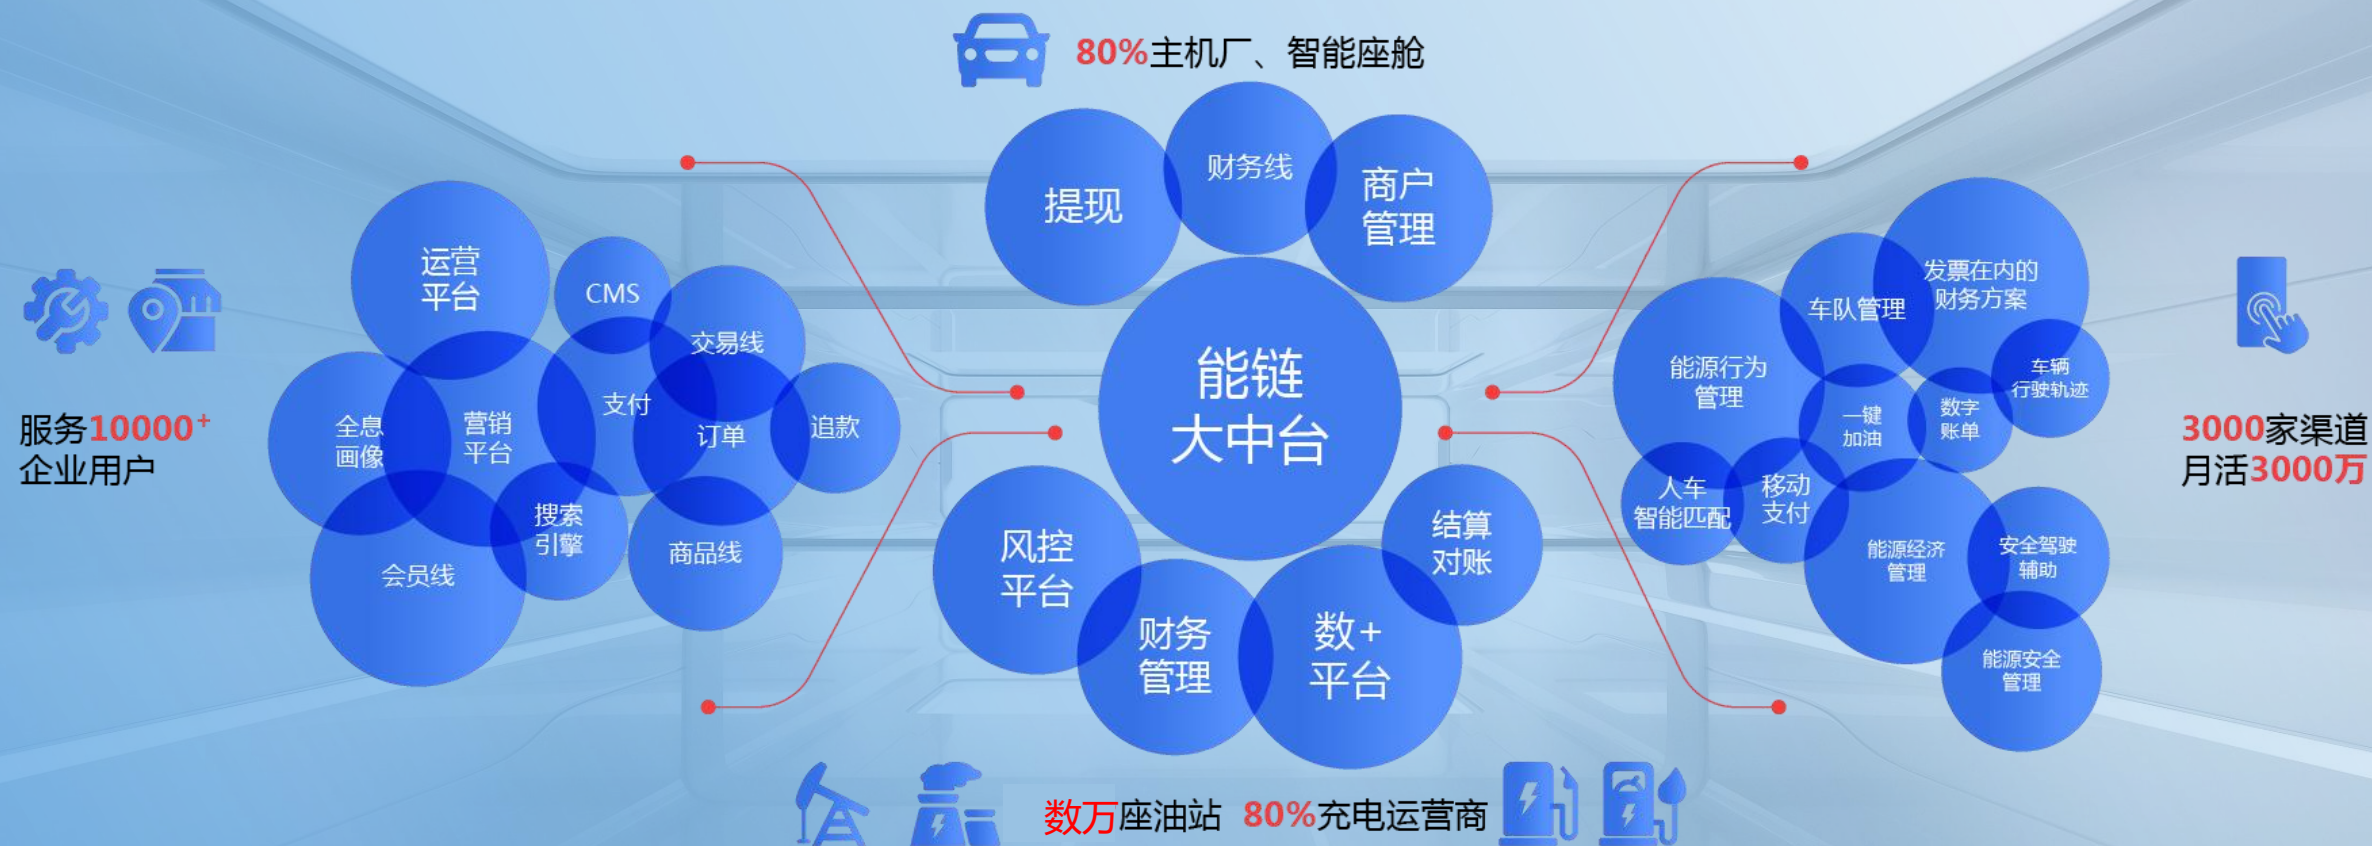 80%主机厂、智能座舱
提现
财务线
商户
管理
运营
平台
CMS
交易线
全息
画像
营销
平台
支付
订单
追款
搜索
引擎
商品线
会员线
服务10000+
企业用户
能链
大中台
风控
平台
财务
管理
数+
平台
结算
对账
发票在内的
财务方案
车队管理
能源行为
管理
车辆
行驶轨迹
一键
加油
数字
账单
人车
智能匹配
移动
支付
能源经济
管理
安全驾驶
辅助
能源安全
管理
3000家渠道
月活3000万
数万座油站 80%充电运营商